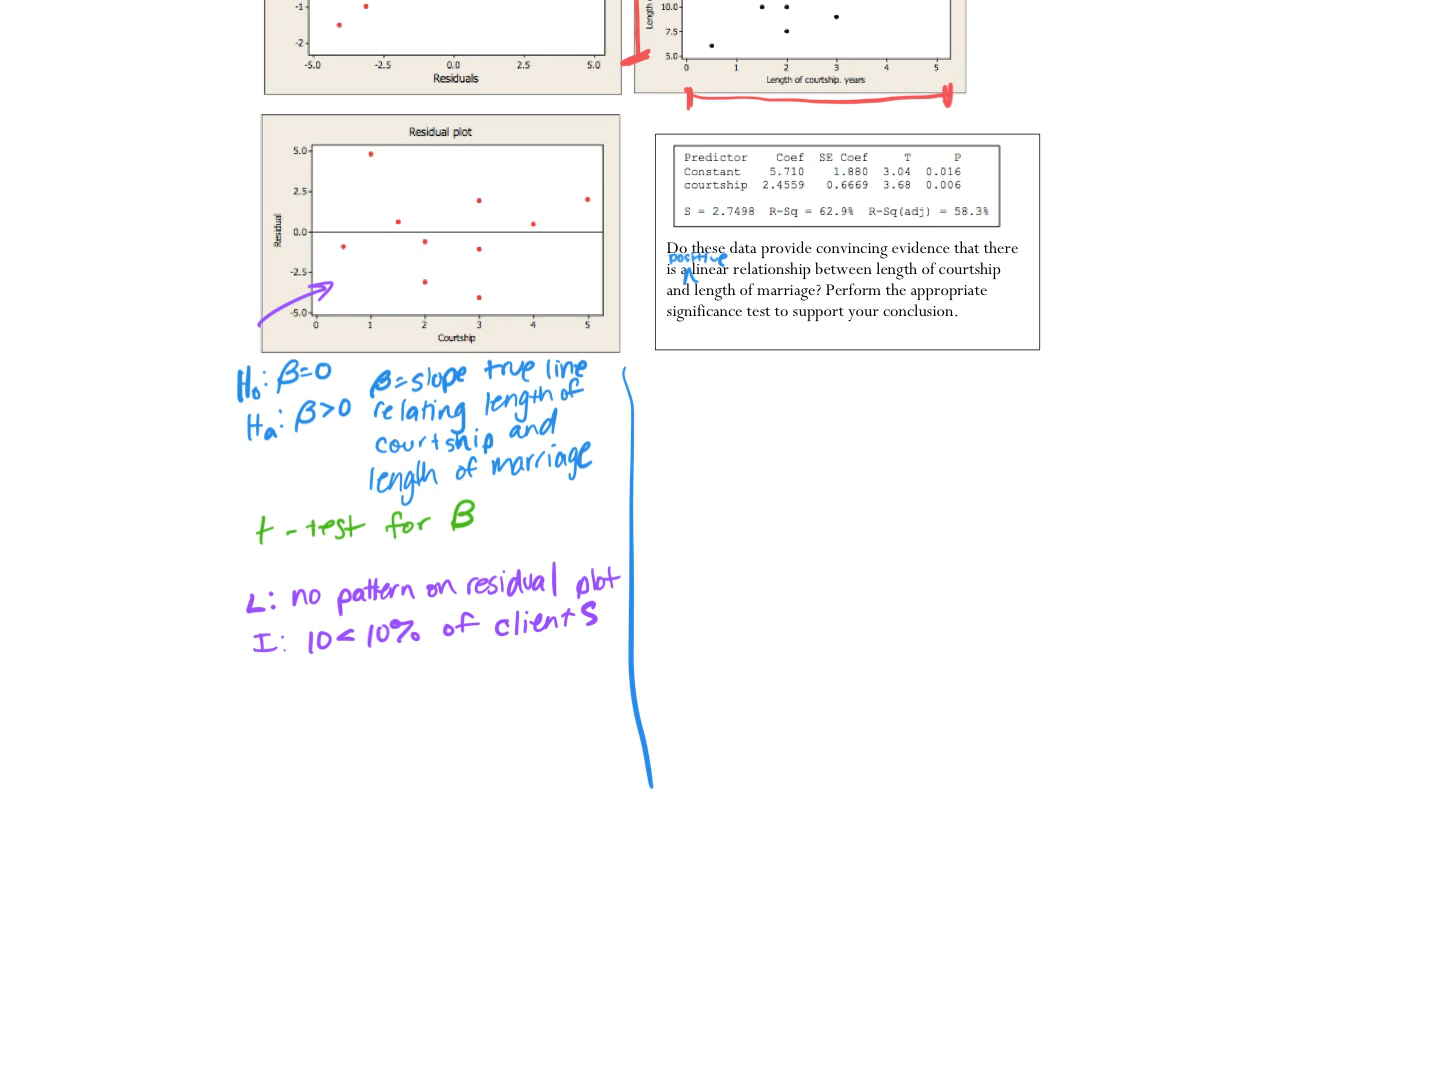 -1
-2
-5.0 -2.5 0.0 2.5 5.0
Residuals
Length
10.0
7.5
5.0
0 1 2 3 4 5
Length of courtship, years
Residual plot
5.0
2.5
0.0
-2.5
-5.0
Residual
0 1 2 3 4 5
Courtship
Predictor Coef SE Coef T P
Constant 5.710 1.880 3.04 0.016
courtship 2.4559 0.6669 3.68 0.006
S = 2.7498 R-Sq = 62.9% R-Sq(adj) = 58.3%
Do these data provide convincing evidence that there
positive
is a linear relationship between length of courtship
and length of marriage? Perform the appropriate
significance test to support your conclusion.
H₀: β=0
Hₐ: β>0
β=slope true line
relating length of
courtship and
length of marriage
t-test for β
L: no pattern on residual plot
I: 10<10% of clients